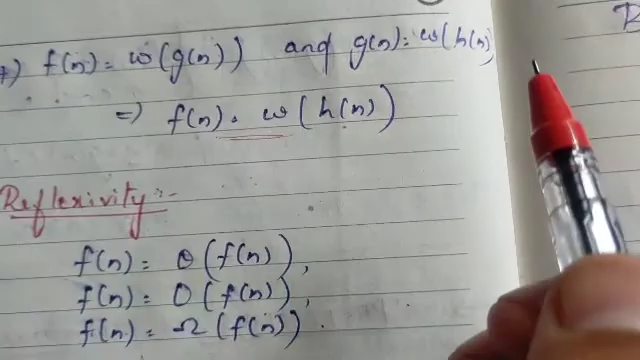 f(n) = ω(g(n)) and g(n) = ω(h(n)
=) f(n) = ω(h(n))
Reflexivity :-
f(n) = θ(f(n)),
f(n) = O(f(n)),
f(n) = Ω(f(n)).